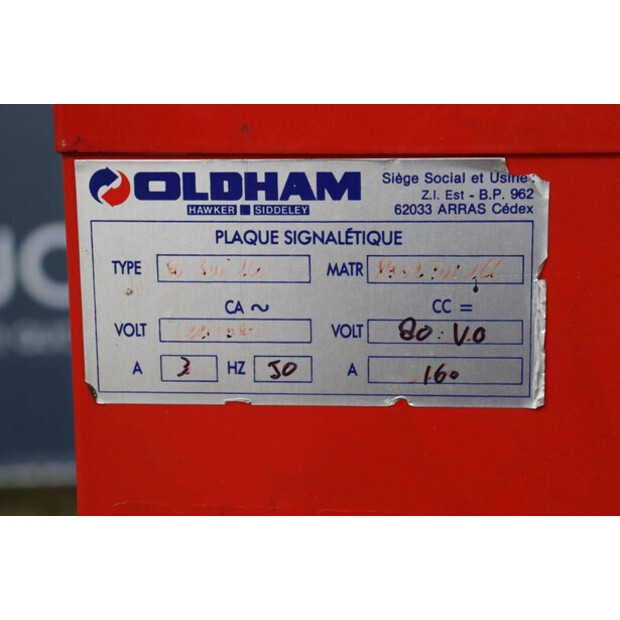 OLDHAM
HAWKER SIDDELEY
Siège Social et Usine :
Z.I. Est - B.P. 962
62033 ARRAS Cédex
PLAQUE SIGNALÉTIQUE
TYPE MATR
CA ~ CC =
VOLT VOLT 80 V.0
A 3 HZ 50 A 160